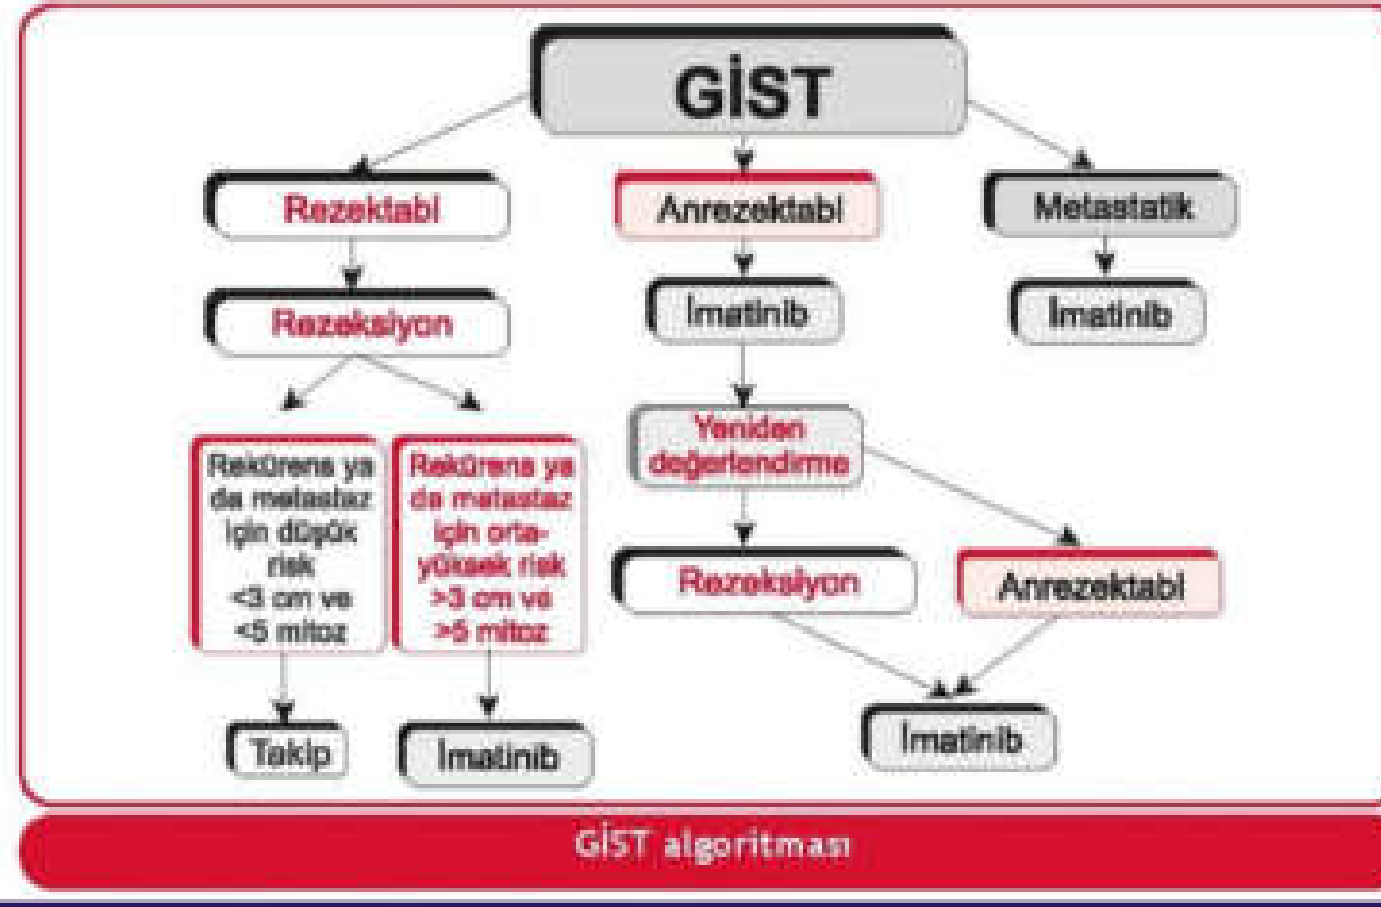 GİST
Rezektabl
Anrezektabl
Metastatik
Rezeksiyon
İmatinib
İmatinib
Rekürens ya
da metastaz
için düşük
risk
<3 cm ve
<5 mitoz
Rekürens ya
da metastaz
için orta-
yüksek risk
>3 cm ve
>5 mitoz
Yeniden
değerlendirme
Rezeksiyon
Anrezektabl
Takip
İmatinib
İmatinib
GİST algoritması